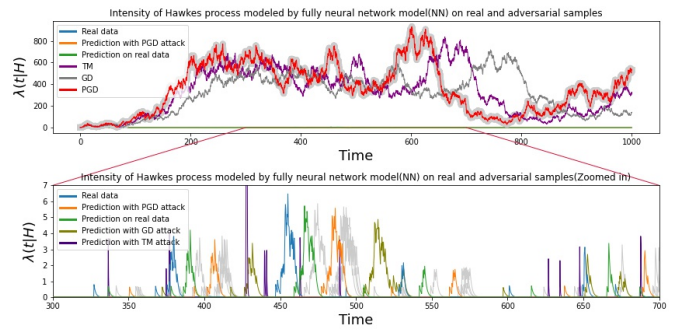 Intensity of Hawkes process modeled by fully neural network model(NN) on real and adversarial samples
λ(t|H)
800
600
400
200
0
Real data
Prediction with PGD attack
Prediction on real data
TM
GD
PGD
0 200 400 600 800 1000
Time
Intensity of Hawkes process modeled by fully neural network model(NN) on real and adversarial samples(Zoomed in)
λ(t|H)
7
6
5
4
3
2
1
0
Real data
Prediction with PGD attack
Prediction on real data
Prediction with GD attack
Prediction with TM attack
300 350 400 450 500 550 600 650 700
Time